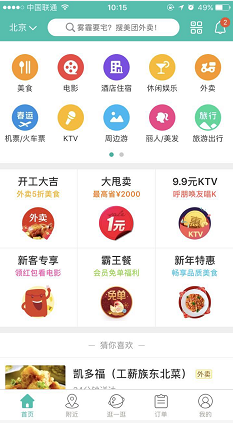 中国联通 10:15 49%
北京 雾霾要宅？搜美团外卖！ 2
美食 电影 酒店住宿 休闲娱乐 外卖
春运 旅行
机票/火车票 KTV 周边游 丽人/美发 旅游出行
开工大吉 大甩卖 9.9元KTV
外卖5折美食 最高省¥2000 呼朋唤友唱K
外卖 1元 KTV
新客专享 霸王餐 新年特惠
领红包看电影 会员免单福利 畅享品质美食
免单
猜你喜欢
凯多福（工薪族东北菜） 外卖
首页 附近 逛一逛 订单 我的